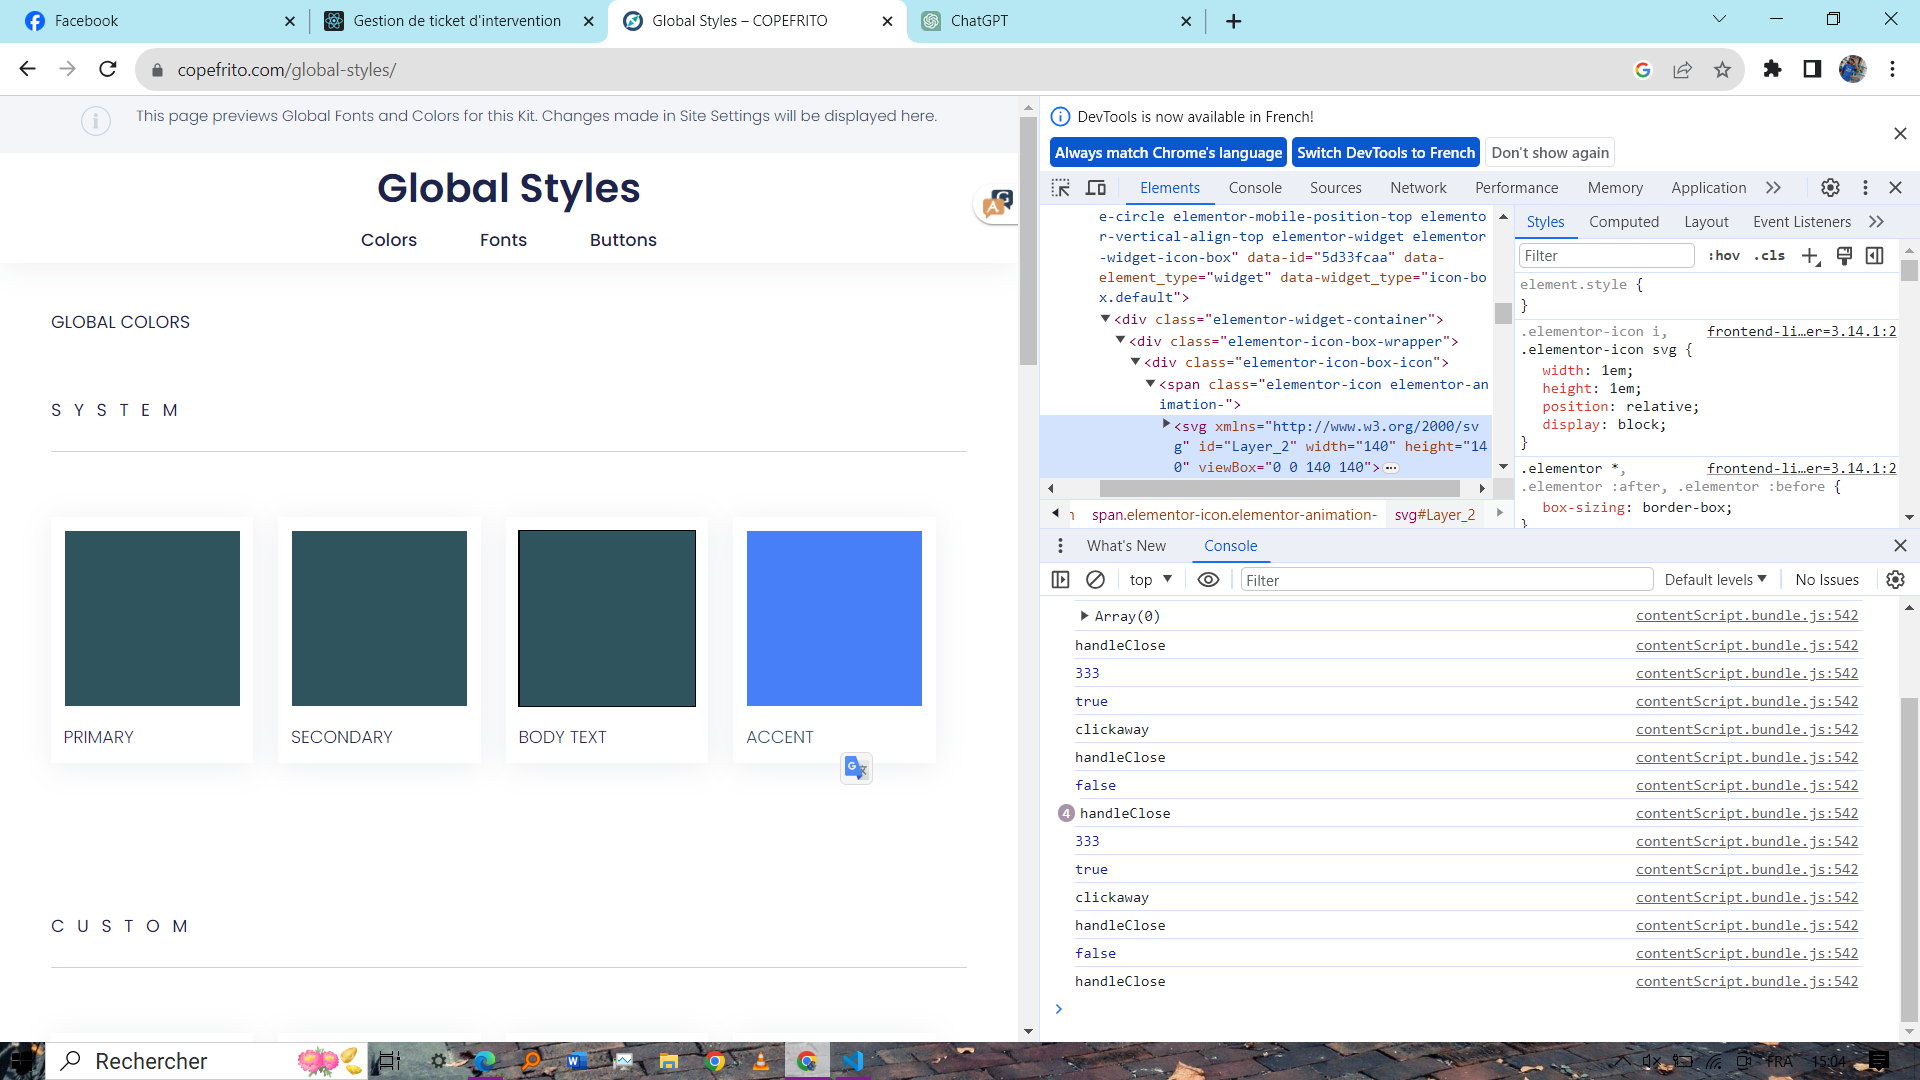 Facebook
Gestion de ticket d'intervention
Global Styles – COPEFRITO
ChatGPT
copefrito.com/global-styles/
This page previews Global Fonts and Colors for this Kit. Changes made in Site Settings will be displayed here.
Global Styles
Colors
Fonts
Buttons
GLOBAL COLORS
SYSTEM
PRIMARY
SECONDARY
BODY TEXT
ACCENT
CUSTOM
DevTools is now available in French!
Always match Chrome's language
Switch DevTools to French
Don't show again
Elements
Console
Sources
Network
Performance
Memory
Application
e-circle elementor-mobile-position-top elemento
r-vertical-align-top elementor-widget elementor
-widget-icon-box" data-id="5d33fcaa" data-
element_type="widget" data-widget_type="icon-bo
x.default">
<div class="elementor-widget-container">
<div class="elementor-icon-box-wrapper">
<div class="elementor-icon-box-icon">
<span class="elementor-icon elementor-an
imation-">
<svg xmlns="http://www.w3.org/2000/sv
g" id="Layer_2" width="140" height="14
0" viewBox="0 0 140 140">
span.elementor-icon.elementor-animation-
svg#Layer_2
Styles
Computed
Layout
Event Listeners
Filter
:hov
.cls
element.style {
}
.elementor-icon i,
frontend-li…er=3.14.1:2
.elementor-icon svg {
width: 1em;
height: 1em;
position: relative;
display: block;
}
.elementor *,
frontend-li…er=3.14.1:2
.elementor :after, .elementor :before {
box-sizing: border-box;
}
What's New
Console
top
Filter
Default levels
No Issues
Array(0) contentScript.bundle.js:542
handleClose contentScript.bundle.js:542
333 contentScript.bundle.js:542
true contentScript.bundle.js:542
clickaway contentScript.bundle.js:542
handleClose contentScript.bundle.js:542
false contentScript.bundle.js:542
4 handleClose contentScript.bundle.js:542
333 contentScript.bundle.js:542
true contentScript.bundle.js:542
clickaway contentScript.bundle.js:542
handleClose contentScript.bundle.js:542
false contentScript.bundle.js:542
handleClose contentScript.bundle.js:542
Rechercher
FRA
15:04